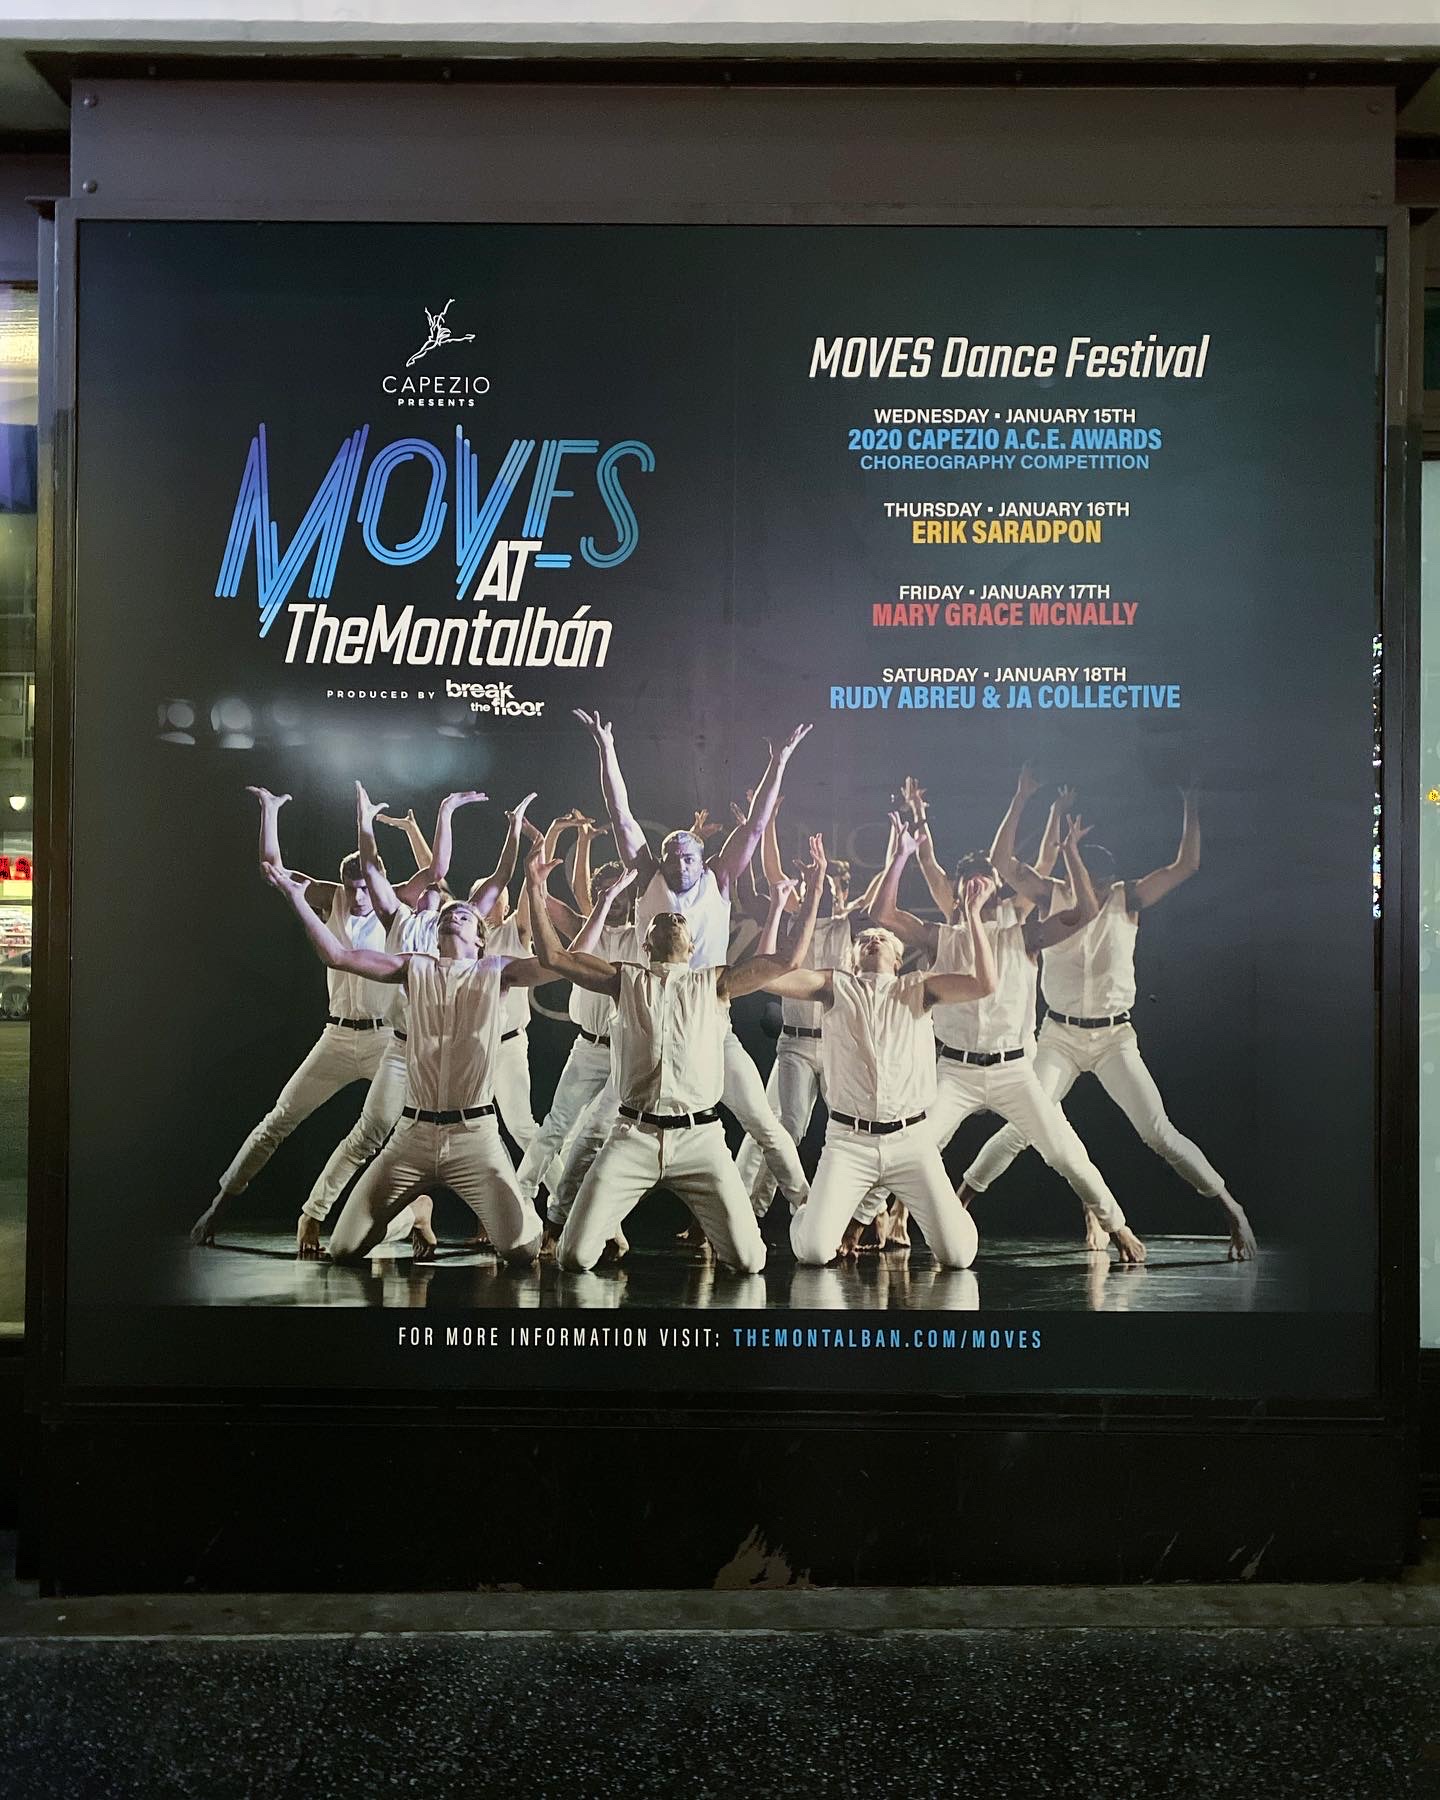 CAPEZIO
PRESENTS
MOVES
AT
TheMontalbán
PRODUCED BY break
the floor
MOVES Dance Festival
WEDNESDAY ▪ JANUARY 15TH
2020 CAPEZIO A.C.E. AWARDS
CHOREOGRAPHY COMPETITION
THURSDAY ▪ JANUARY 16TH
ERIK SARADPON
FRIDAY ▪ JANUARY 17TH
MARY GRACE MCNALLY
SATURDAY ▪ JANUARY 18TH
RUDY ABREU & JA COLLECTIVE
FOR MORE INFORMATION VISIT: THEMONTALBAN.COM/MOVES